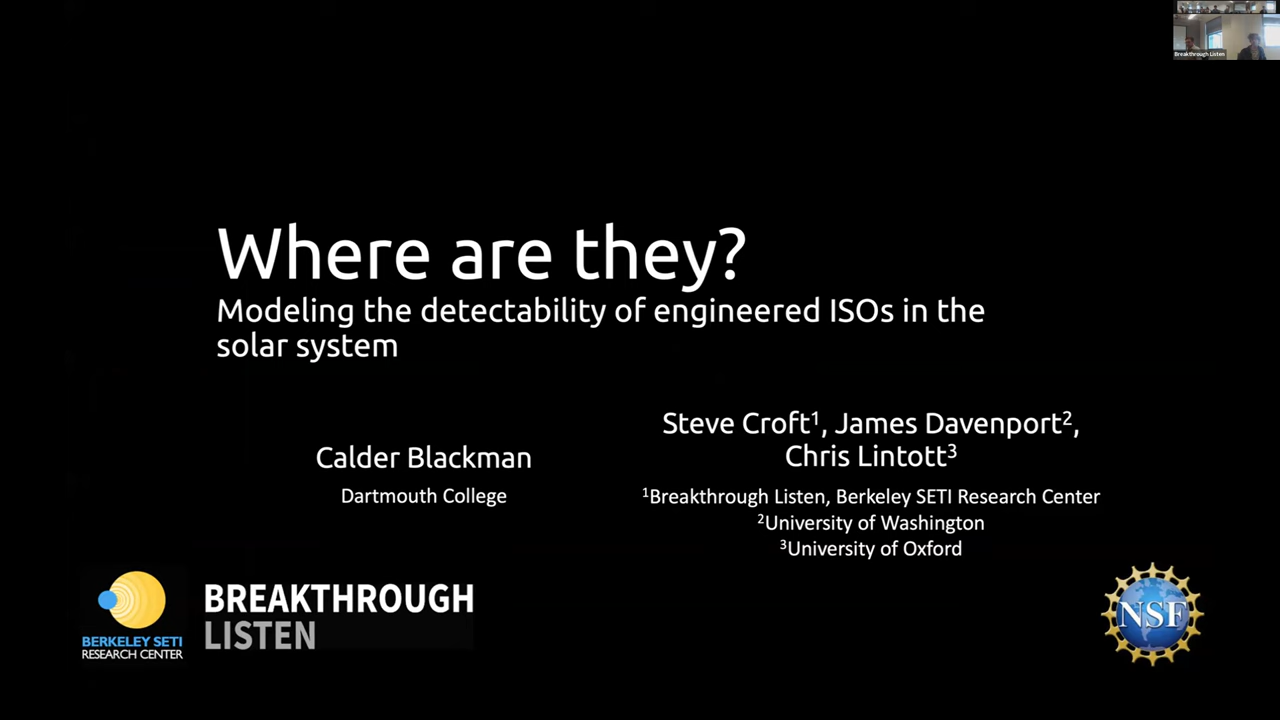 Breakthrough Listen
Where are they?
Modeling the detectability of engineered ISOs in the
solar system
Calder Blackman
Dartmouth College
Steve Croft¹, James Davenport²,
Chris Lintott³
¹Breakthrough Listen, Berkeley SETI Research Center
²University of Washington
³University of Oxford
BERKELEY SETI
RESEARCH CENTER
BREAKTHROUGH
LISTEN
NSF